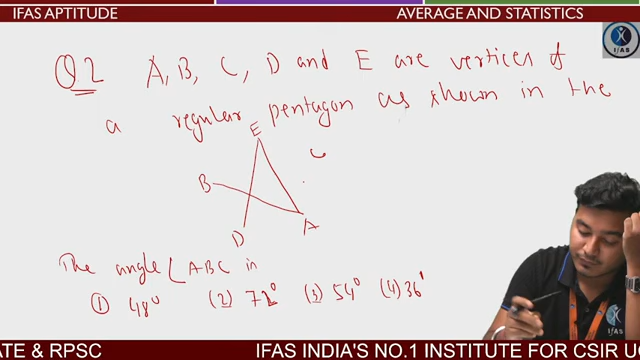 IFAS APTITUDE AVERAGE AND STATISTICS
IFAS
Q2 A, B, C, D and E are vertices of
a regular pentagon as shown in the
E
C
B
D
A
The angle ∠ABC in
(1) 48° (2) 72° (3) 54° (4) 36°
ATE & RPSC IFAS INDIA'S NO.1 INSTITUTE FOR CSIR UG